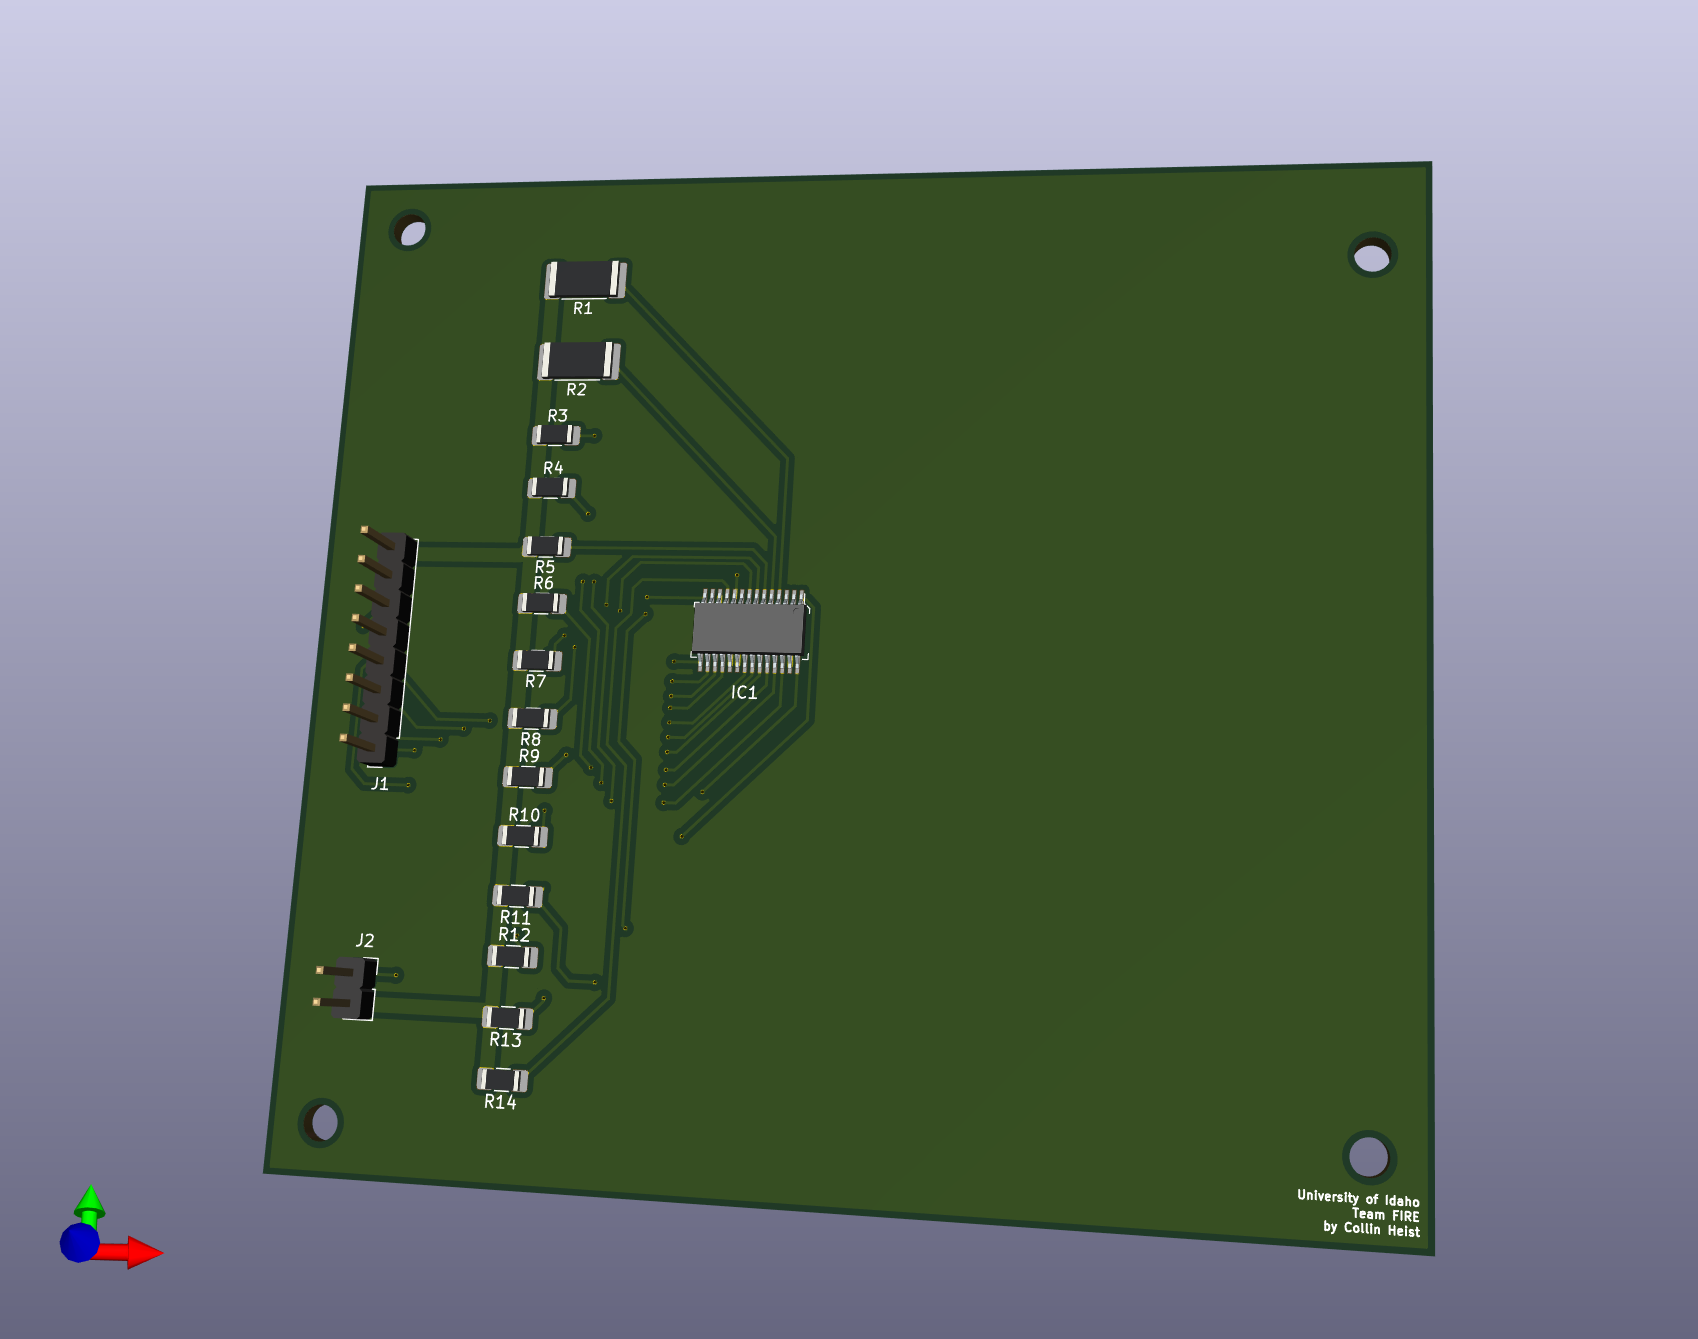 R1
R2
R3
R4
R5
R6
R7
R8
R9
R10
R11
R12
R13
R14
IC1
J1
J2
University of Idaho
Team FIRE
by Collin Heist